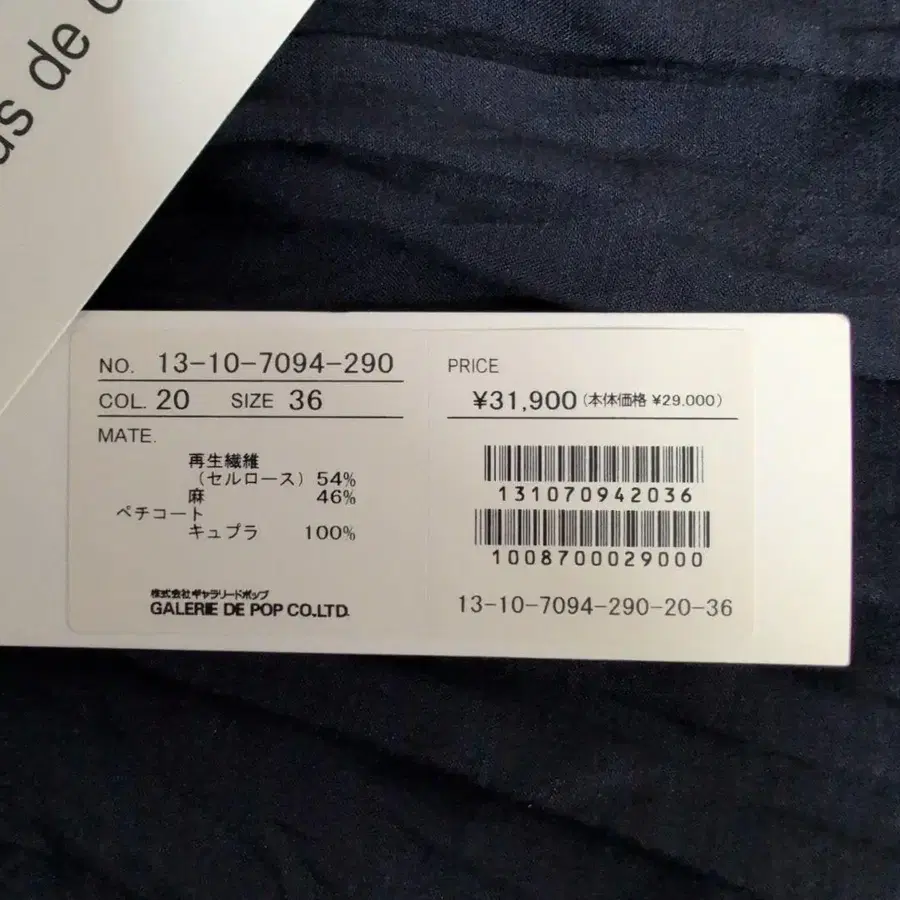 de
NO. 13-10-7094-290
COL. 20 SIZE 36
MATE.
再生繊維
(セルロース) 54%
麻 46%
ペチコート
キュプラ 100%
株式会社ギャラリードポップ
GALERIE DE POP CO.LTD.
PRICE
¥31,900 (本体価格 ¥29.000)
131070942036
1008700029000
13-10-7094-290-20-36